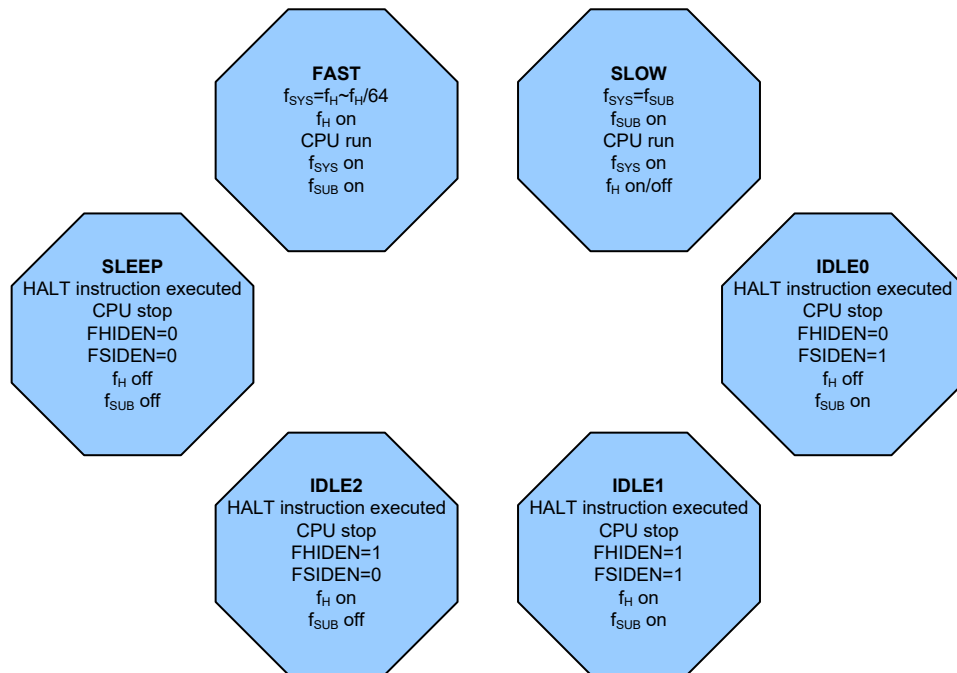 FAST
fSYS=fH~fH/64
fH on
CPU run
fSYS on
fSUB on
SLOW
fSYS=fSUB
fSUB on
CPU run
fSYS on
fH on/off
SLEEP
HALT instruction executed
CPU stop
FHIDEN=0
FSIDEN=0
fH off
fSUB off
IDLE0
HALT instruction executed
CPU stop
FHIDEN=0
FSIDEN=1
fH off
fSUB on
IDLE2
HALT instruction executed
CPU stop
FHIDEN=1
FSIDEN=0
fH on
fSUB off
IDLE1
HALT instruction executed
CPU stop
FHIDEN=1
FSIDEN=1
fH on
fSUB on